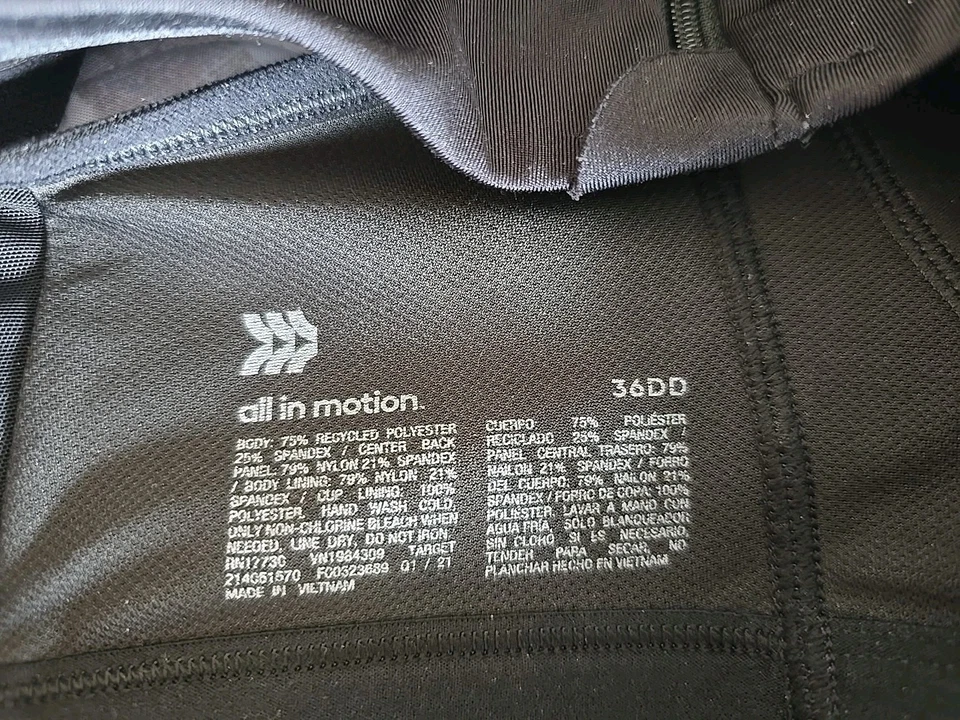 all in motion.
36DD
BODY: 75% RECYCLED POLYESTER
25% SPANDEX / CENTER BACK
PANEL: 79% NYLON 21% SPANDEX
/ BODY LINING: 79% NYLON 21%
SPANDEX / CUP LINING: 100%
POLYESTER. HAND WASH COLD,
ONLY NON-CHLORINE BLEACH WHEN
NEEDED, LINE DRY, DO NOT IRON
RN17730 VN1984309 TARGET
214G51570 01 / 21
MADE IN VIETNAM
CUERPO: 75% POLIÉSTER
RECICLADO 25% SPANDEX /
PANEL CENTRAL TRASERO: 79%
NAILON 21% SPANDEX / FORRO
DEL CUERPO: 79% NAILON 21%
SPANDEX / FORRO DE COPA: 100%
POLIÉSTER. LAVAR A MANO CON
AGUA FRÍA, SOLO BLANQUEADOR
SIN CLORO SI ES NECESARIO,
TENDER PARA SECAR, NO
PLANCHAR HECHO EN VIETNAM